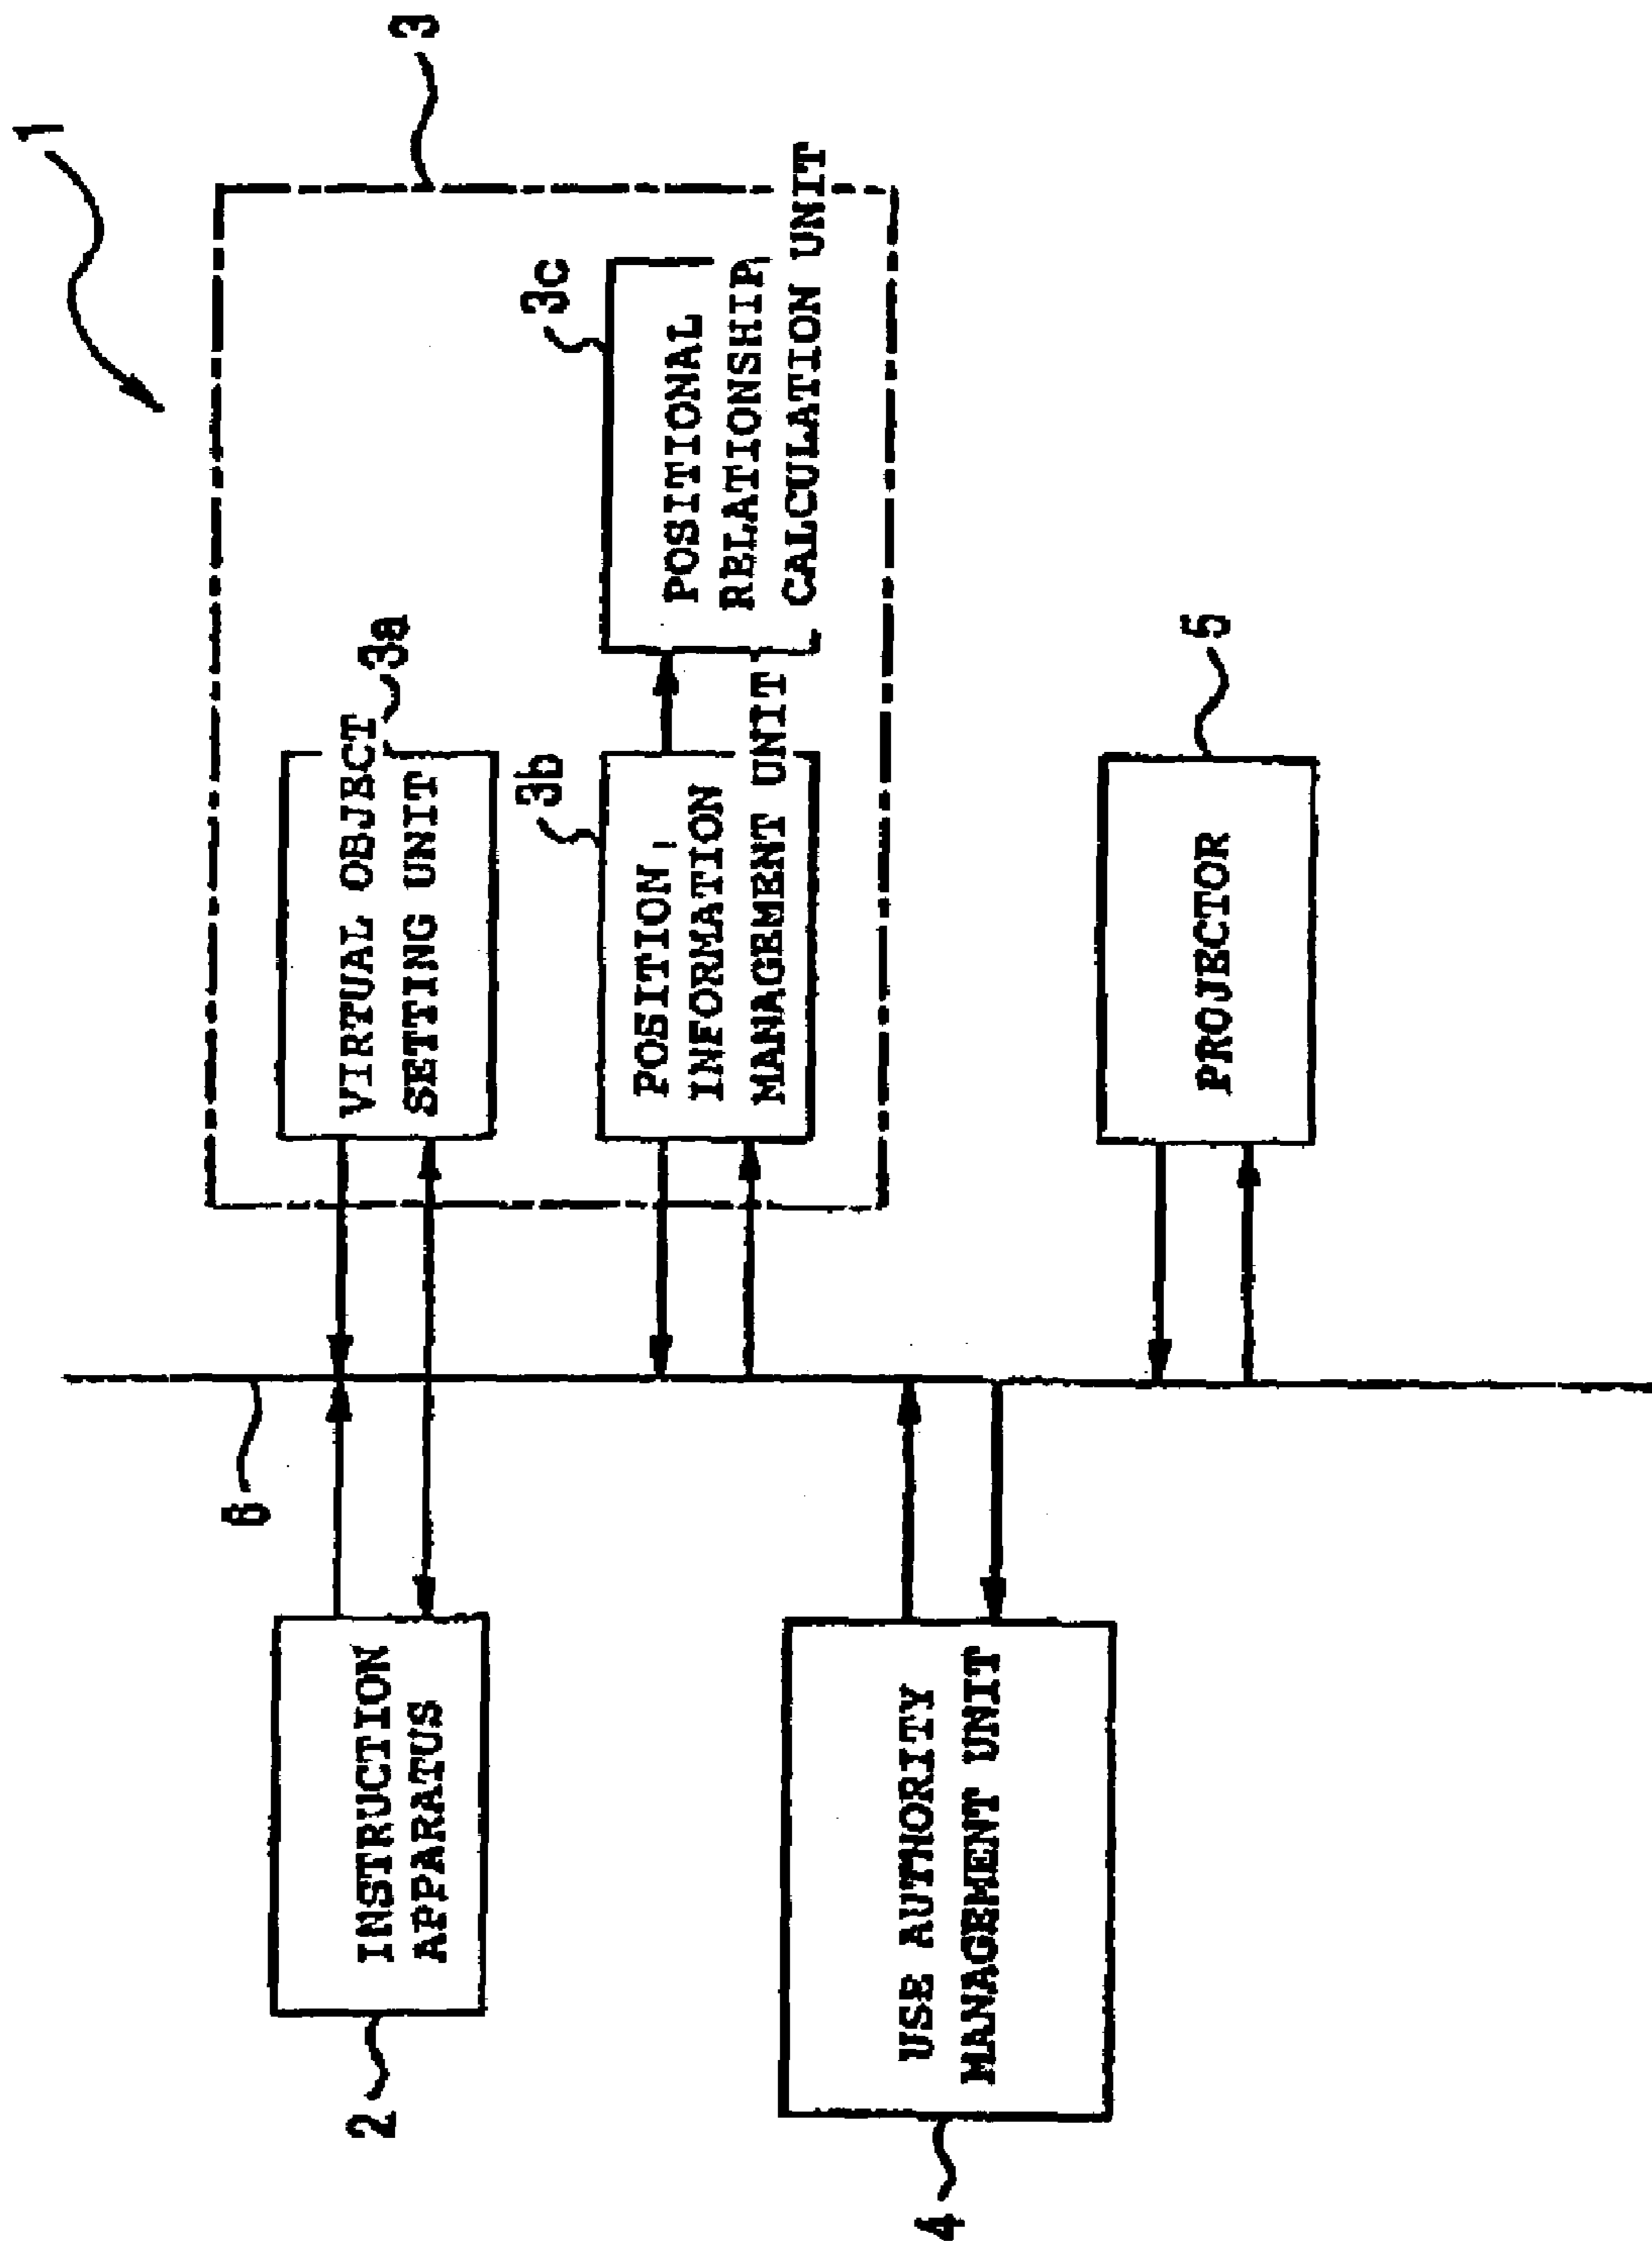 1
3
VIRTUAL OBJECT
SETTING UNIT
3a
3b
POSITION
INFORMATION
MANAGEMENT UNIT
3c
POSITIONAL
RELATIONSHIP
CALCULATION UNIT
8
INSTRUCTION
APPARATUS
2
USE AUTHORITY
MANAGEMENT UNIT
4
PROJECTOR
5